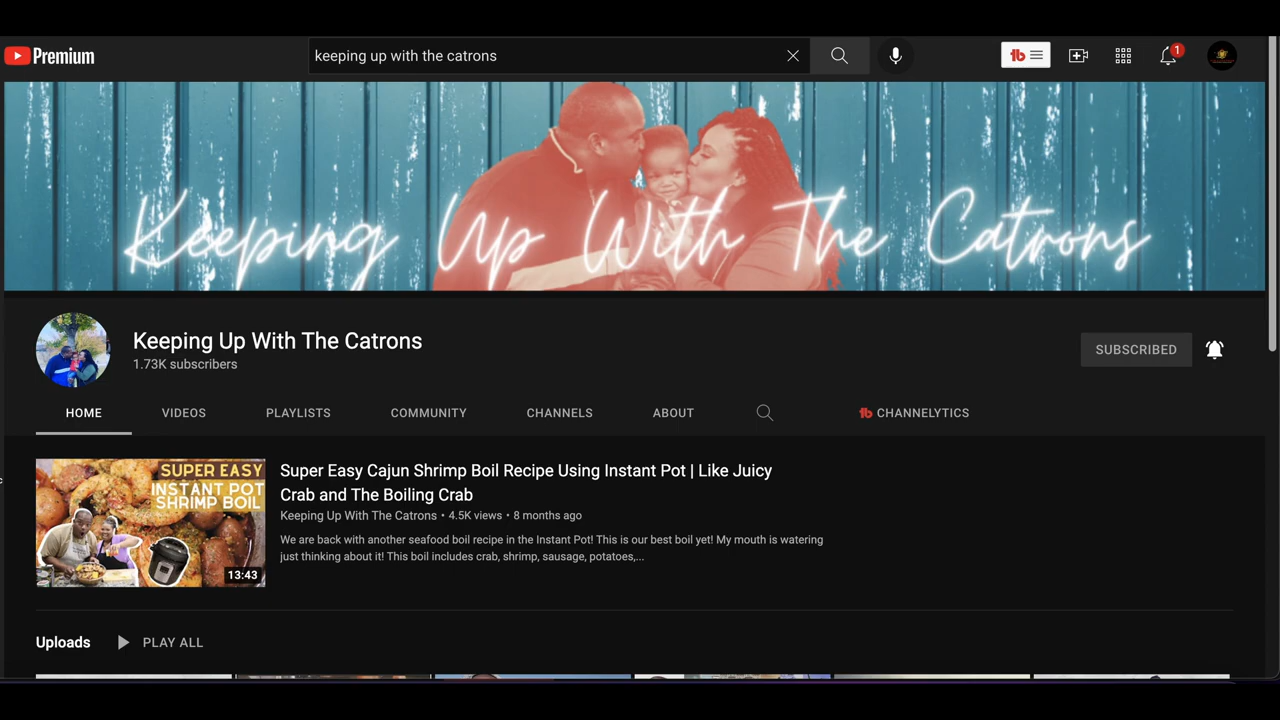 Premium
keeping up with the catrons
1
Keeping Up With The Catrons
Keeping Up With The Catrons
1.73K subscribers
SUBSCRIBED
HOME VIDEOS PLAYLISTS COMMUNITY CHANNELS ABOUT CHANNELYTICS
SUPER EASY
INSTANT POT
SHRIMP BOIL
13:43
Super Easy Cajun Shrimp Boil Recipe Using Instant Pot | Like Juicy
Crab and The Boiling Crab
Keeping Up With The Catrons • 4.5K views • 8 months ago
We are back with another seafood boil recipe in the Instant Pot! This is our best boil yet! My mouth is watering
just thinking about it! This boil includes crab, shrimp, sausage, potatoes,...
Uploads PLAY ALL